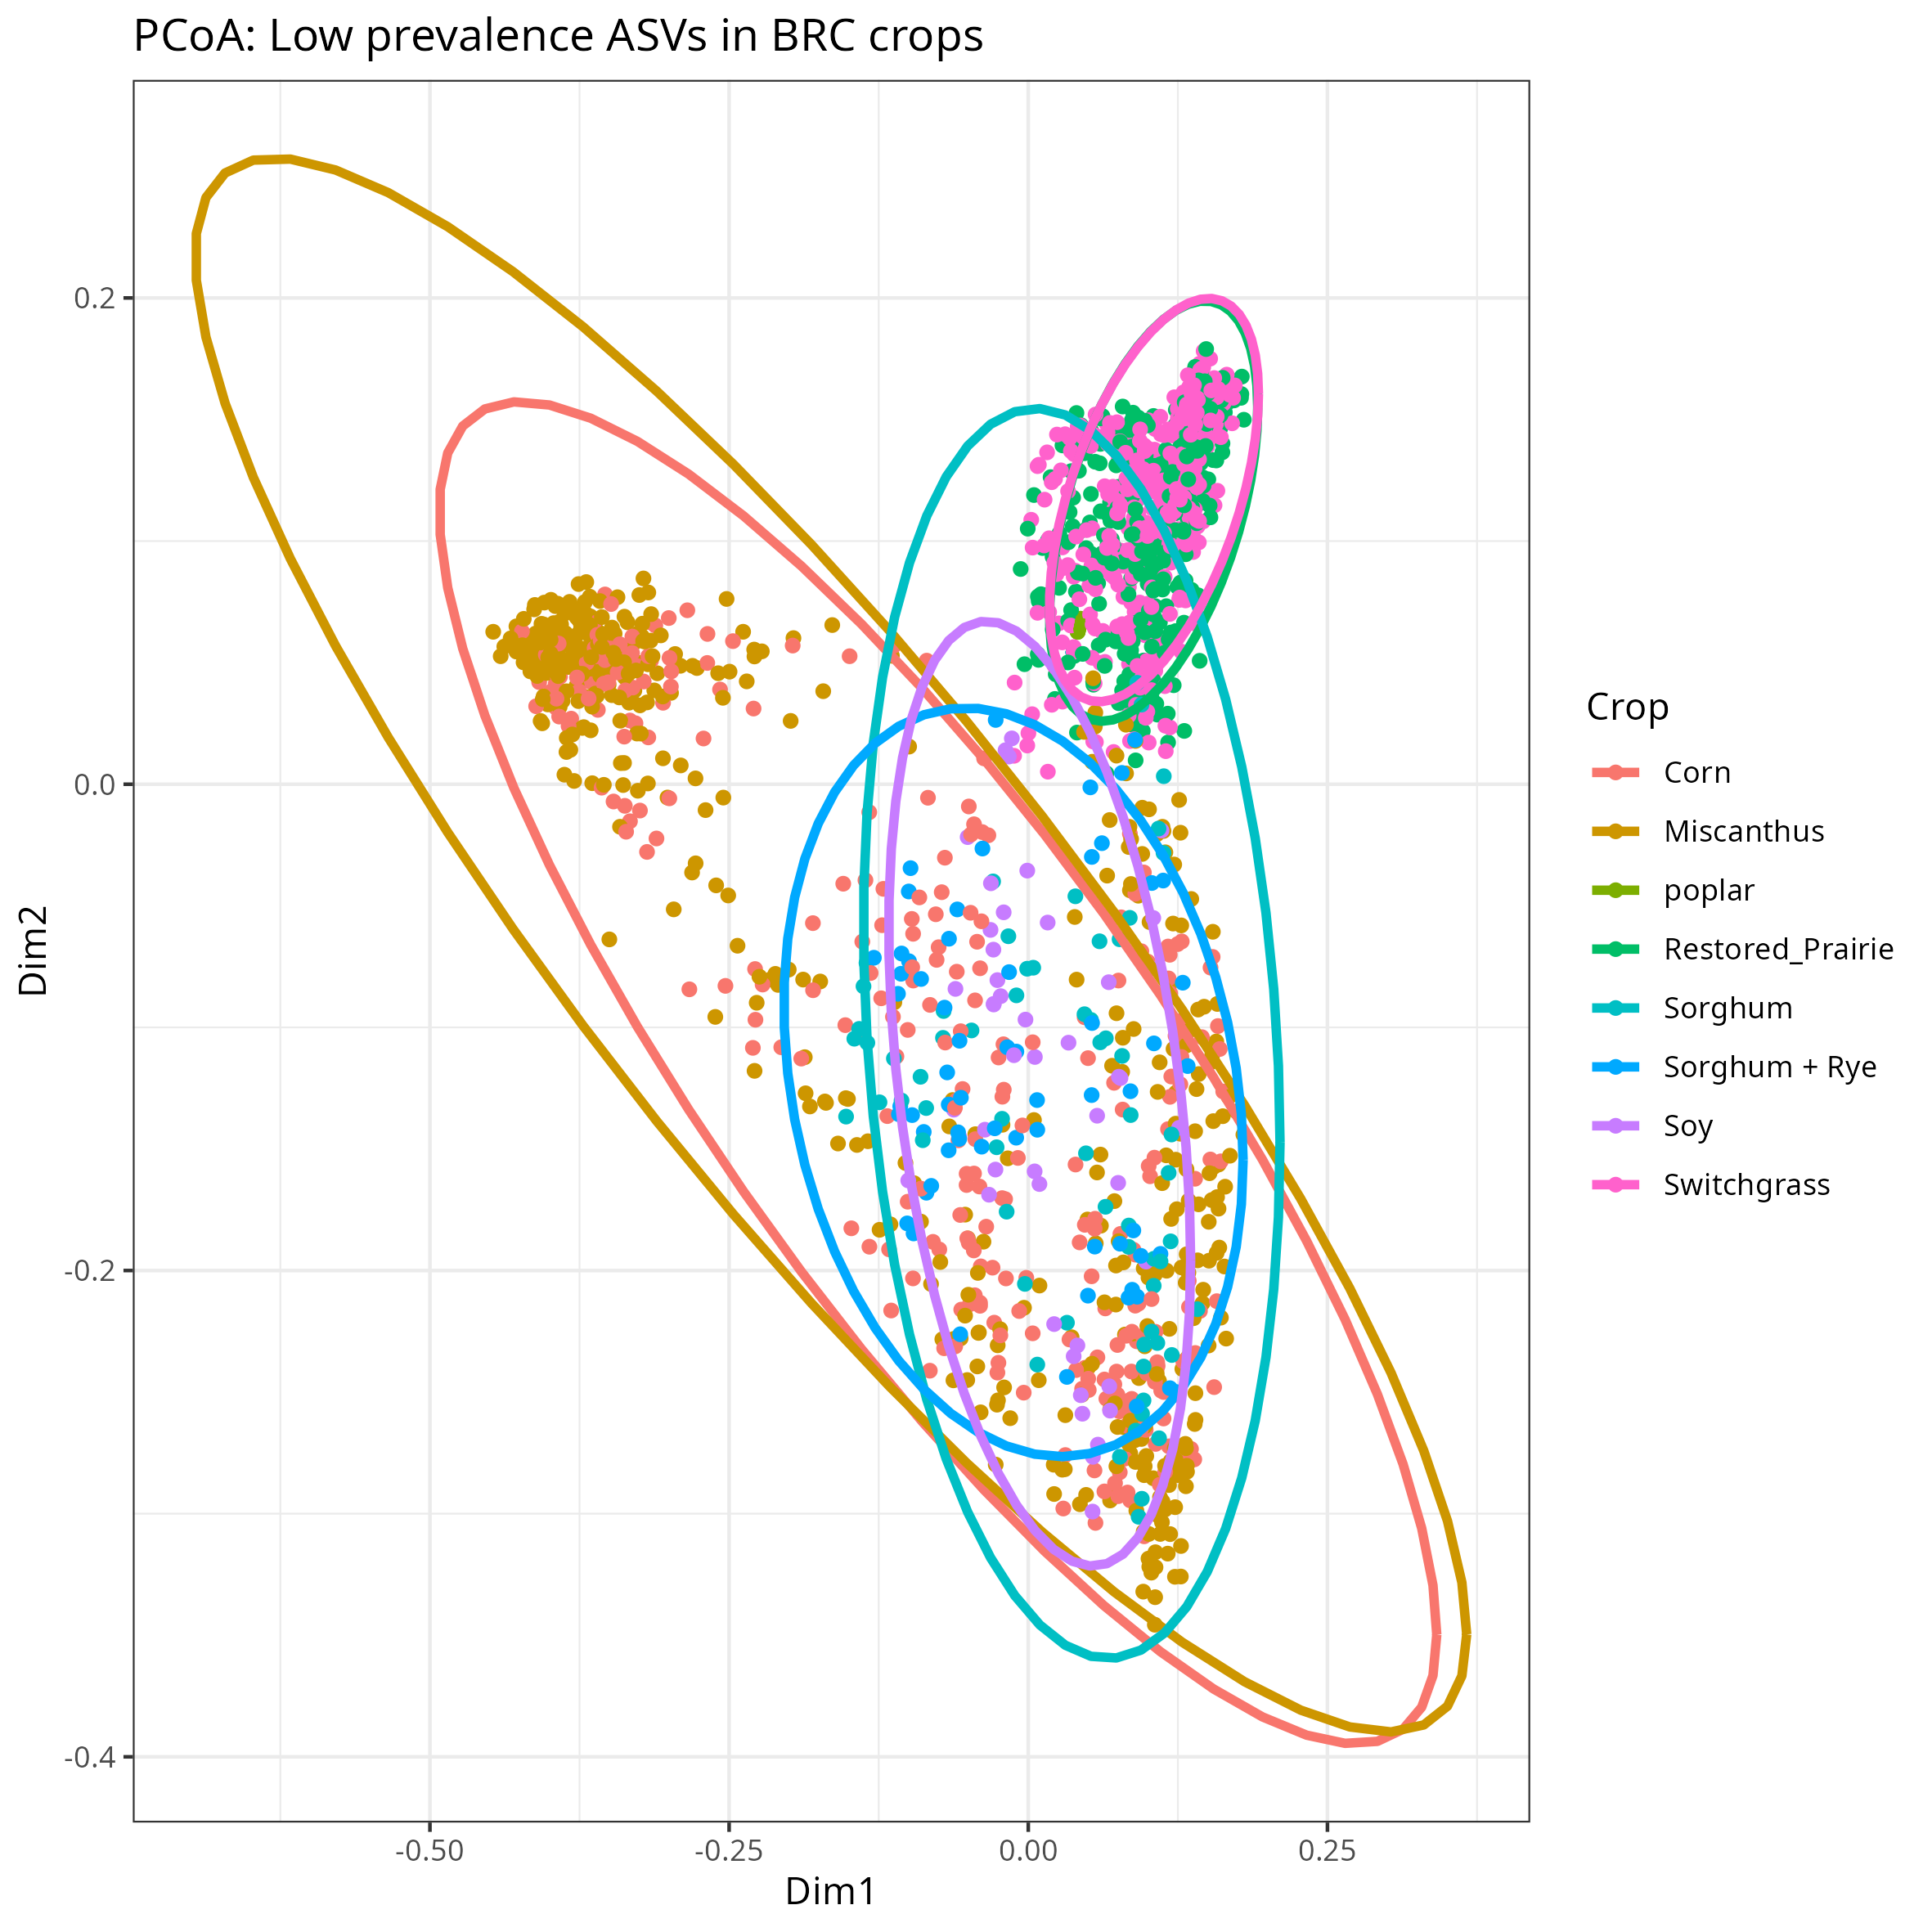 PCoA: Low prevalence ASVs in BRC crops
Dim2
0.2
0.0
-0.2
-0.4
-0.50
-0.25
0.00
0.25
Dim1
Crop
Corn
Miscanthus
poplar
Restored_Prairie
Sorghum
Sorghum + Rye
Soy
Switchgrass